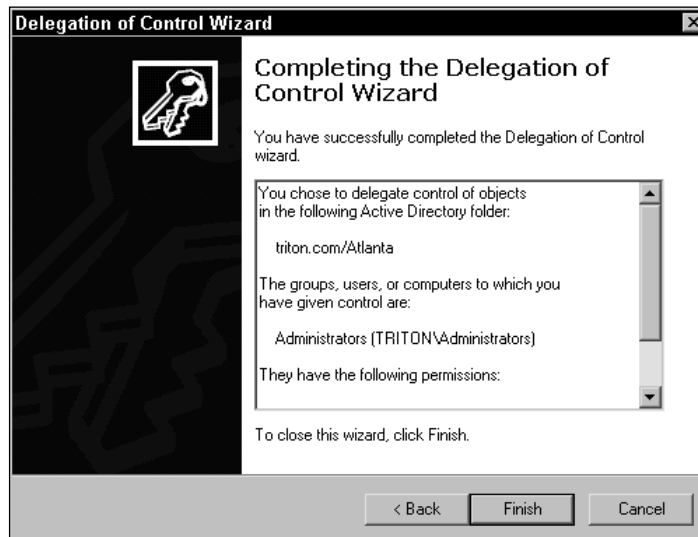 Delegation of Control Wizard
Completing the Delegation of
Control Wizard
You have successfully completed the Delegation of Control
wizard.
You chose to delegate control of objects
in the following Active Directory folder:
triton.com/Atlanta
The groups, users, or computers to which you
have given control are:
Administrators (TRITON\Administrators)
They have the following permissions:
To close this wizard, click Finish.
< Back
Finish
Cancel